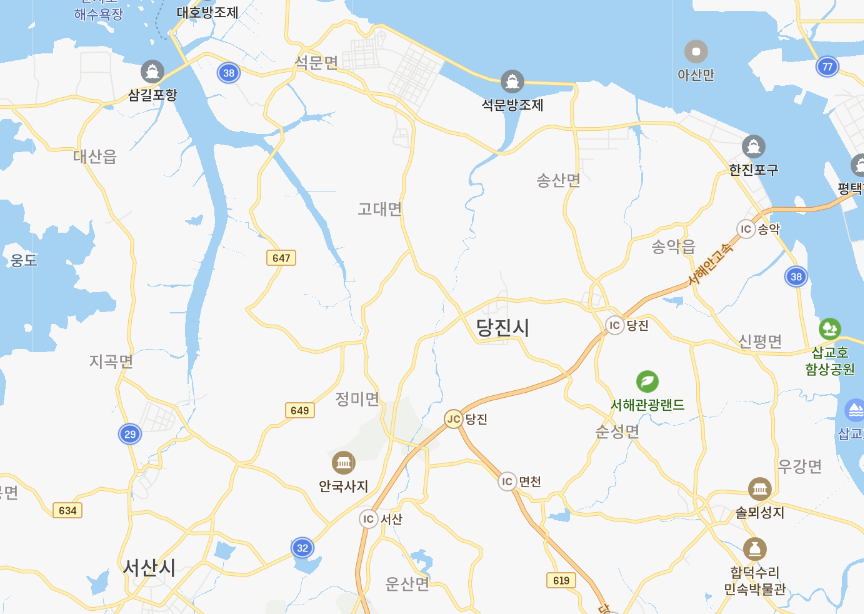 해수욕장
대호방조제
석문면
38
77
삼길포항
석문방조제
아산만
대산읍
한진포구
송산면
고대면
IC 송악
송악읍
서해안고속
웅도
647
38
당진시
IC 당진
신평면
삽교호
함상공원
지곡면
서해관광랜드
정미면
649
JC 당진
순성면
29
우강면
안국사지
IC 면천
솔뫼성지
634
IC 서산
32
서산시
합덕수리
민속박물관
운산면
619